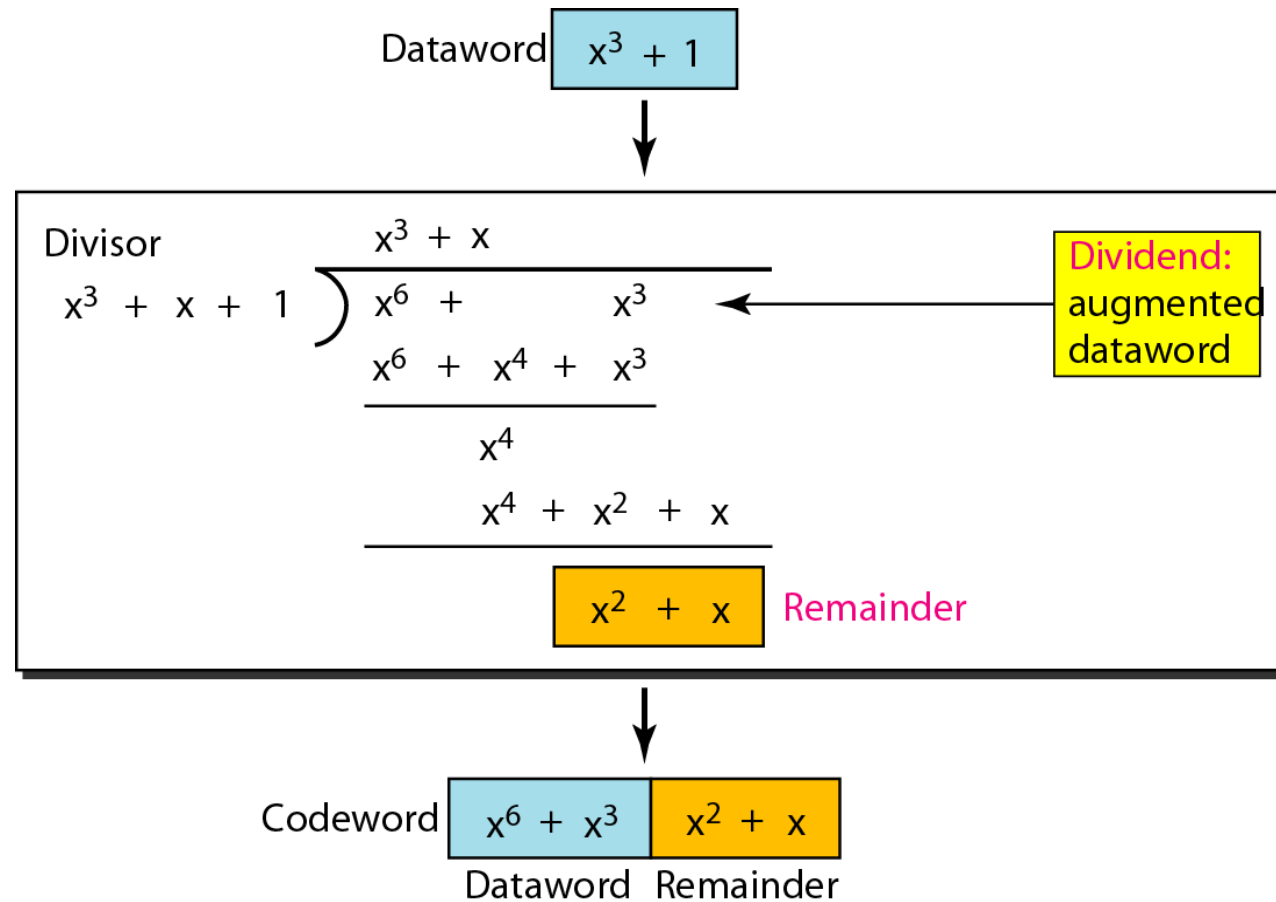 Dataword x³ + 1
Divisor
x³ + x
x³ + x + 1
x⁶ + x³
Dividend:
augmented
dataword
x⁶ + x⁴ + x³
x⁴
x⁴ + x² + x
x² + x Remainder
Codeword x⁶ + x³ x² + x
Dataword Remainder